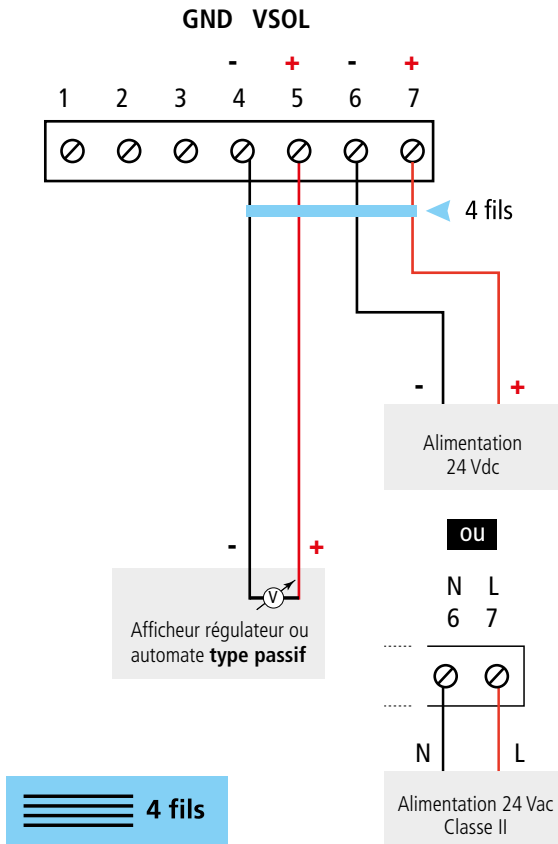 GND VSOL
- + - +
1 2 3 4 5 6 7
4 fils
- +
Alimentation
24 Vdc
ou
- +
V
Afficheur régulateur ou
automate type passif
N L
6 7
N L
Alimentation 24 Vac
Classe II
4 fils